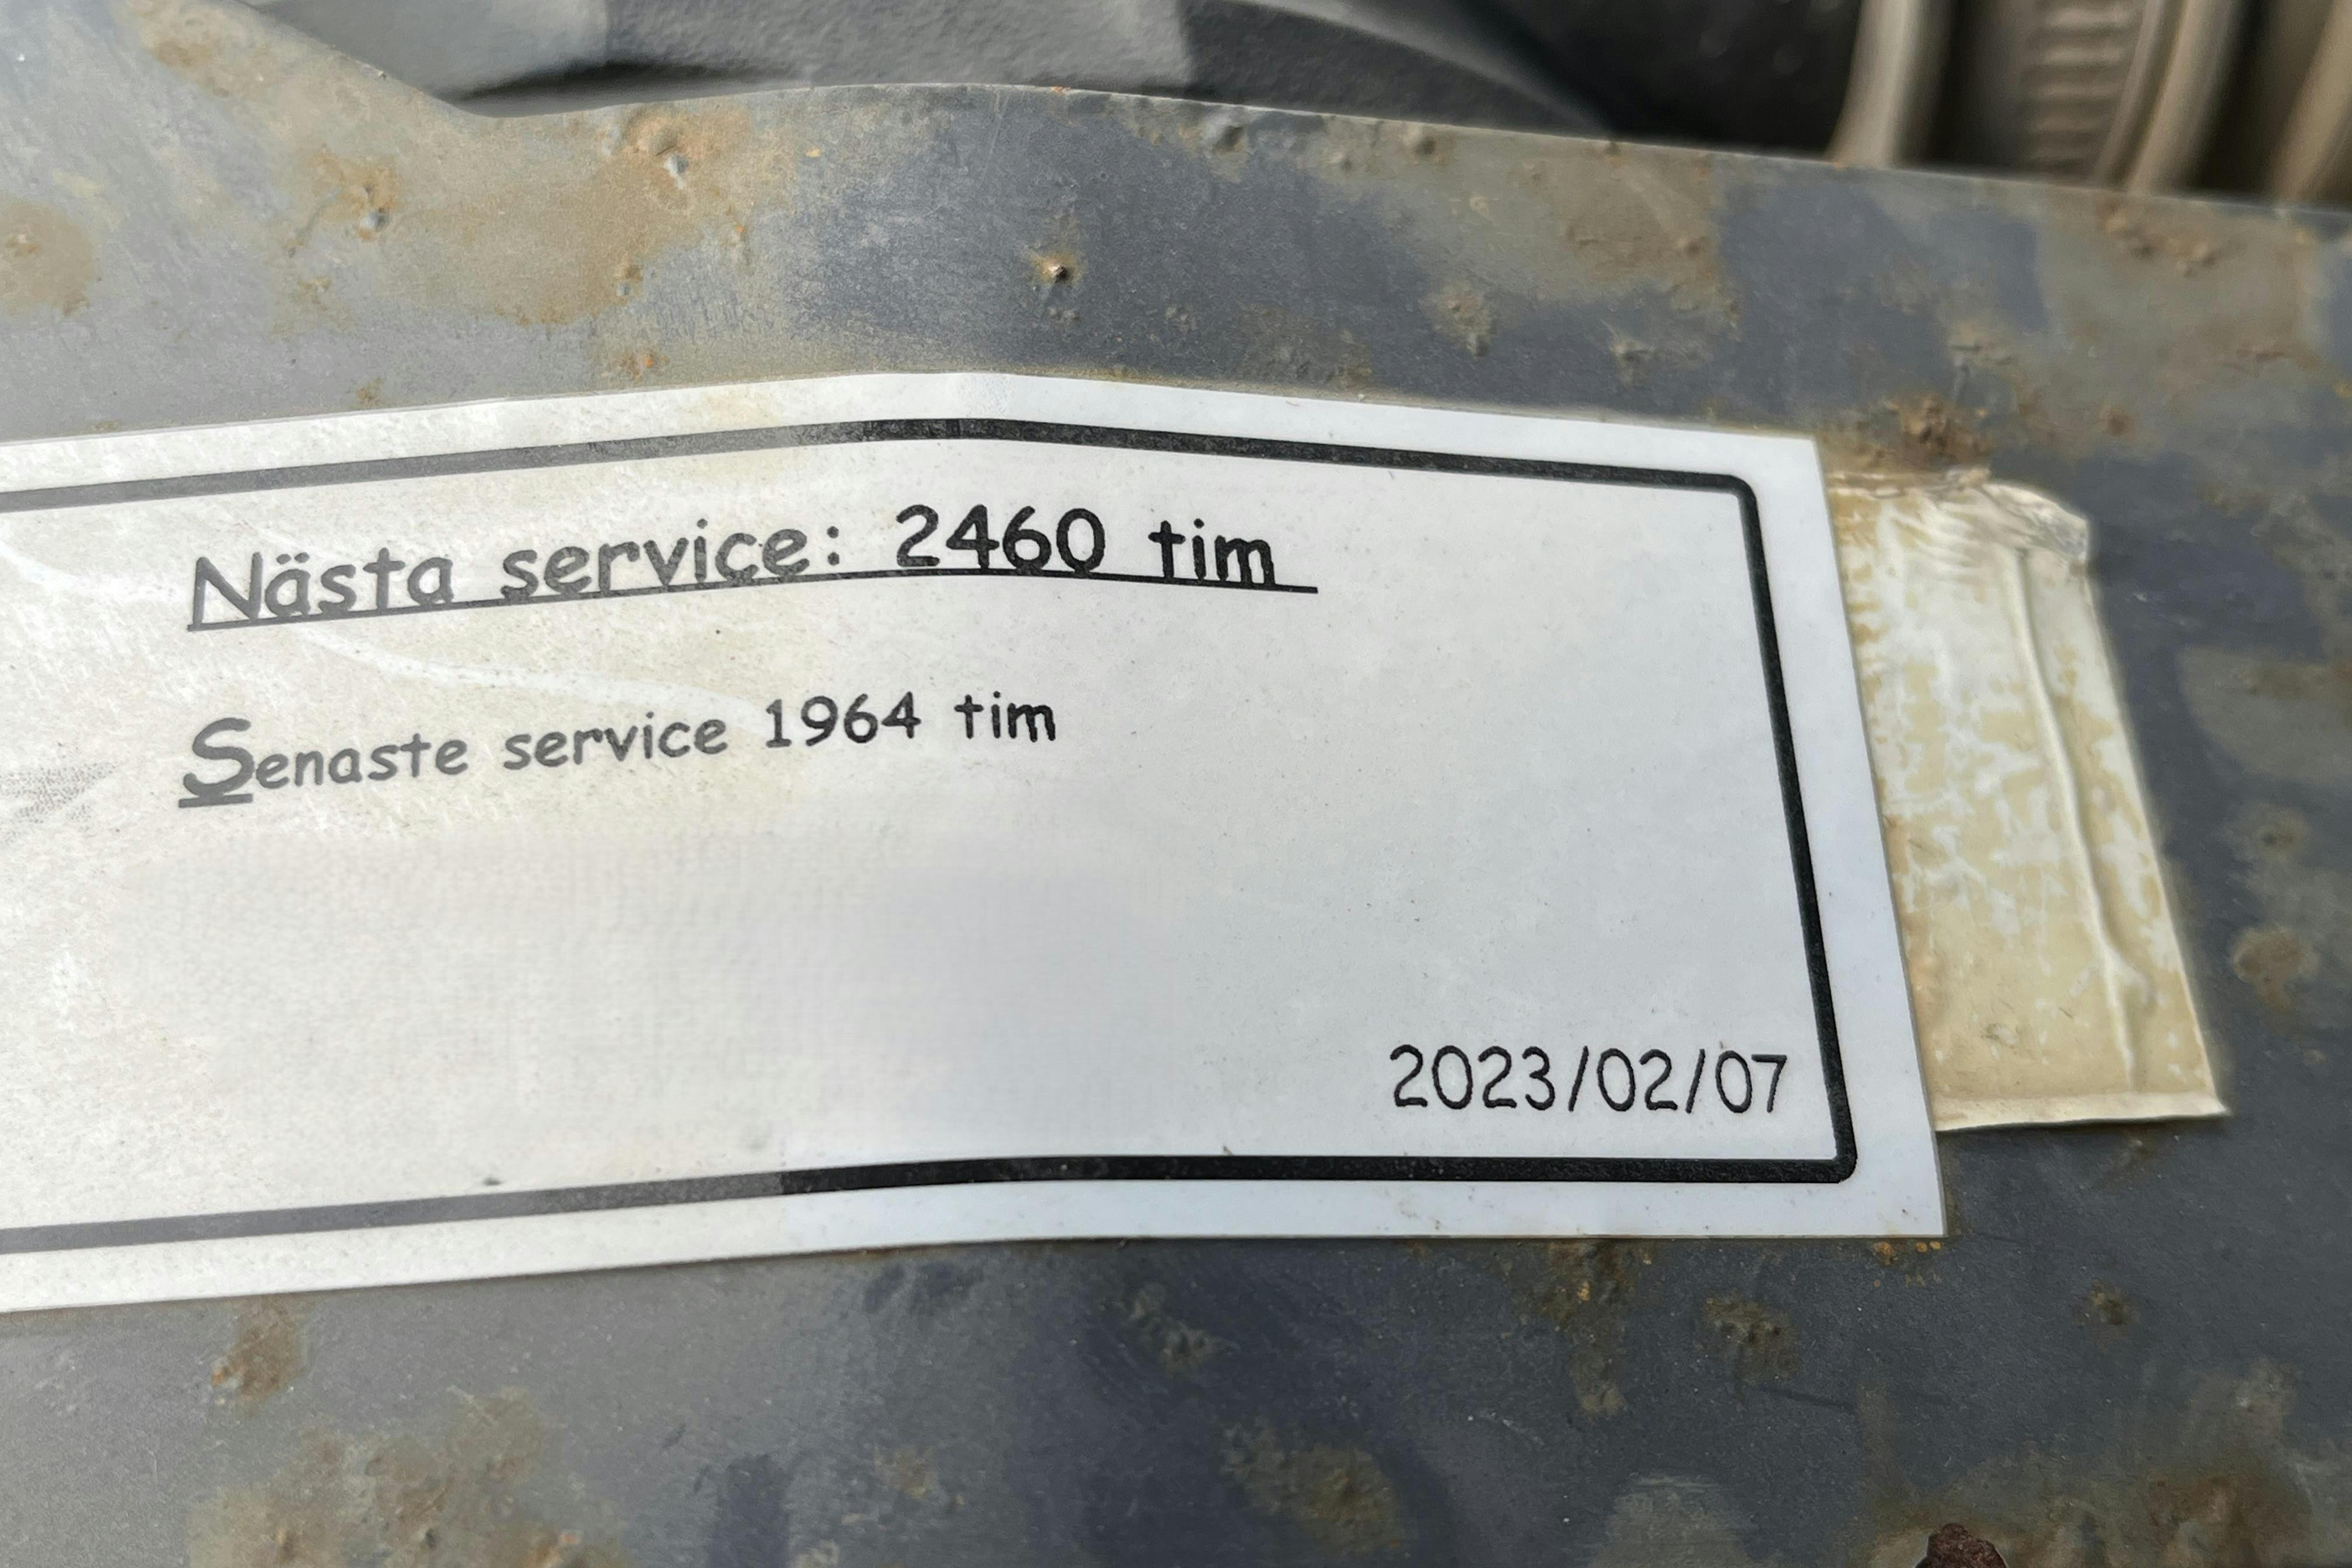 Nästa service: 2460 tim
Senaste service 1964 tim
2023/02/07